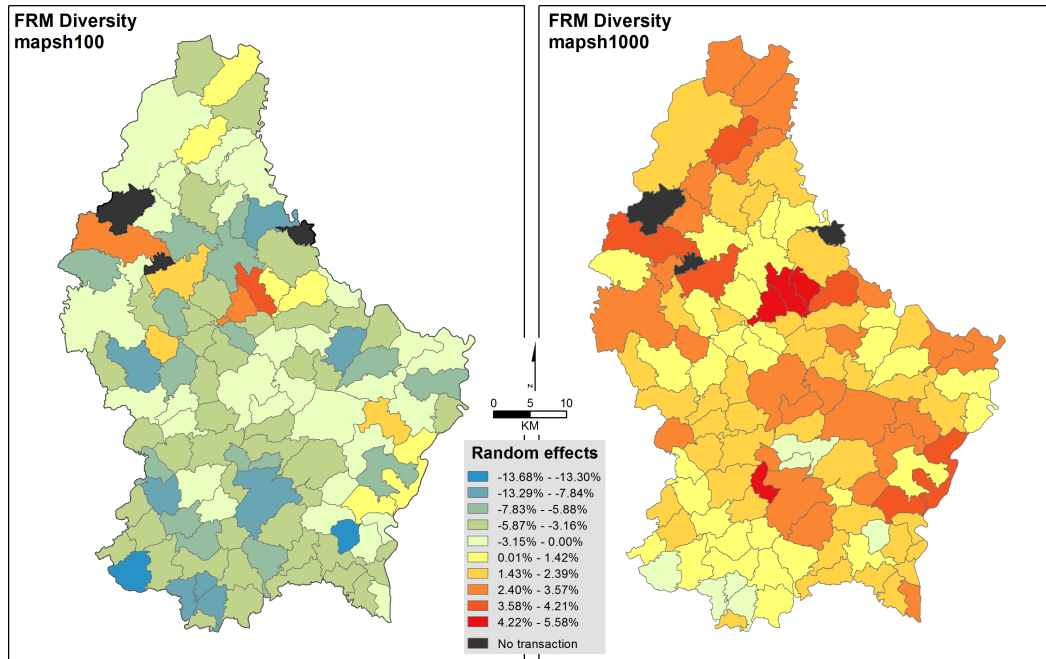 FRM Diversity
mapsh100
FRM Diversity
mapsh1000
z
0 5 10
KM
Random effects
-13.68% - -13.30%
-13.29% - -7.84%
-7.83% - -5.88%
-5.87% - -3.16%
-3.15% - 0.00%
0.01% - 1.42%
1.43% - 2.39%
2.40% - 3.57%
3.58% - 4.21%
4.22% - 5.58%
No transaction